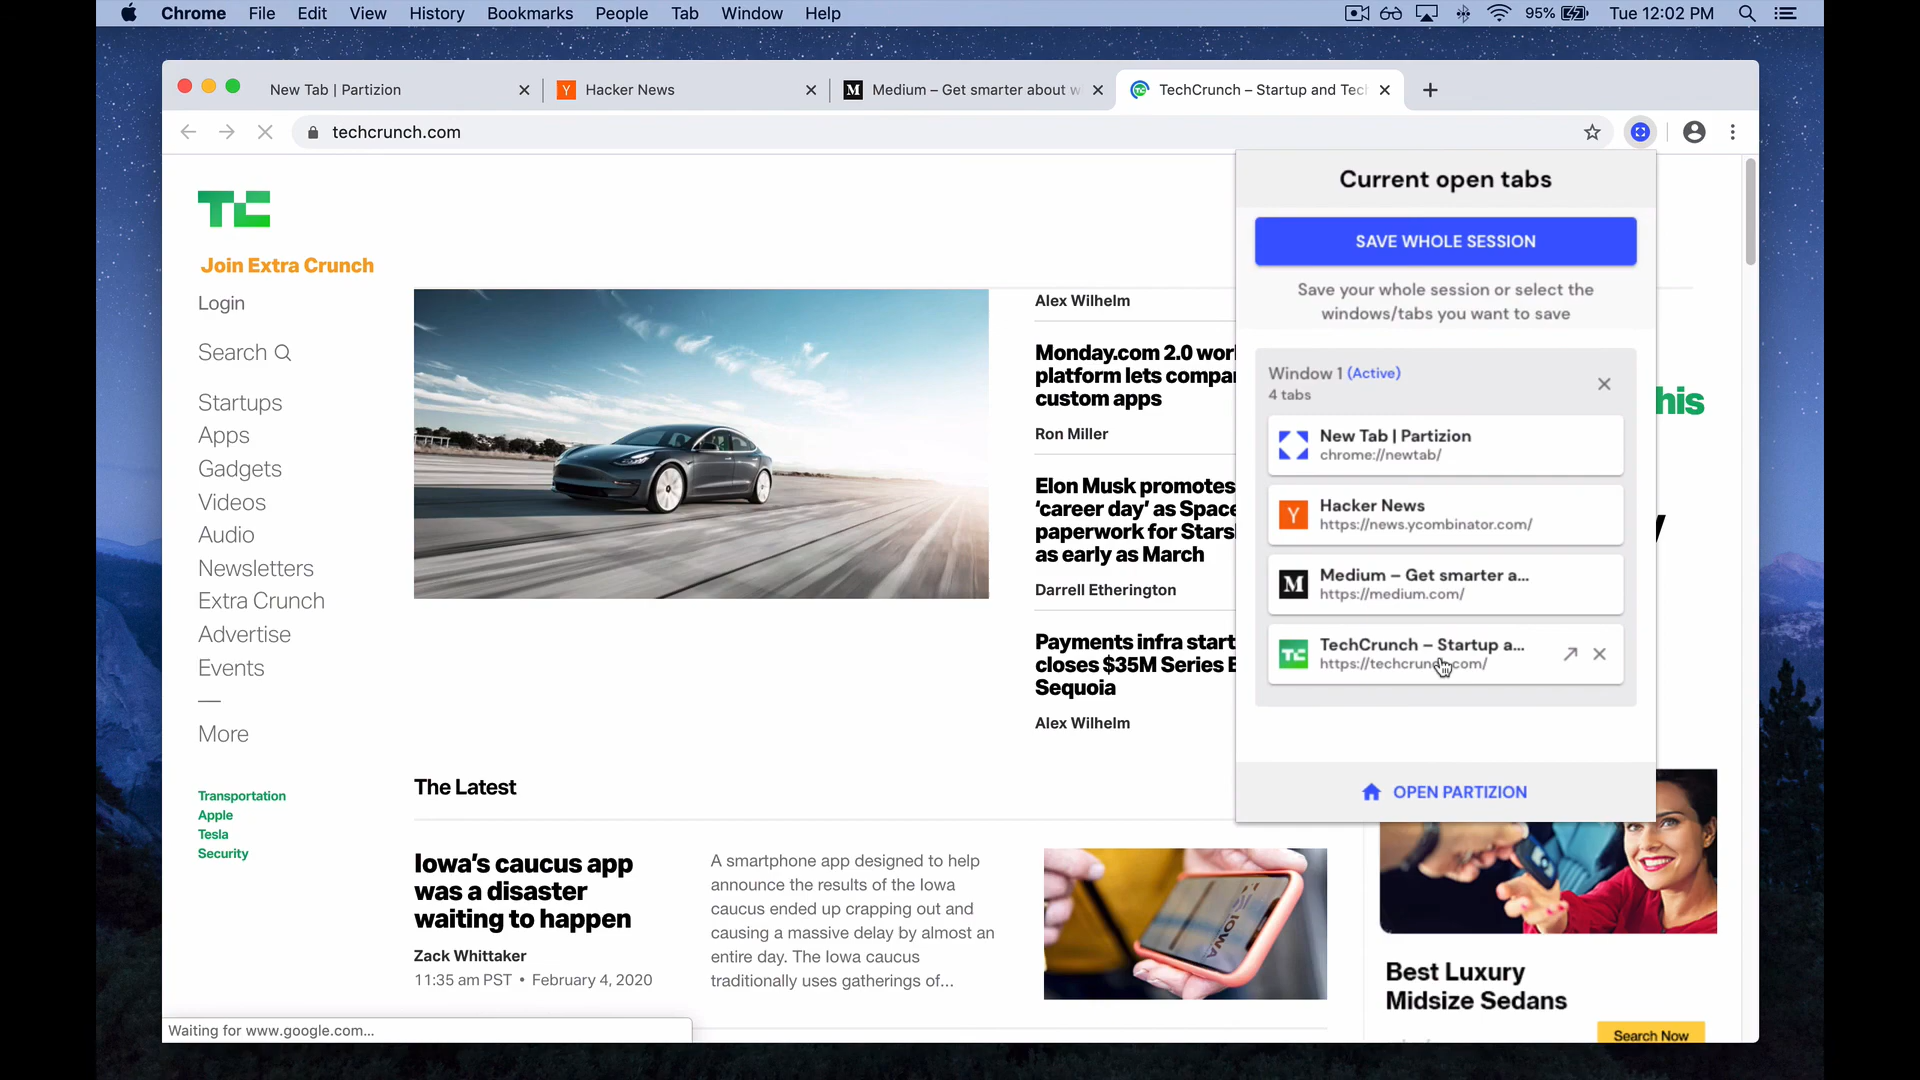 Chrome File Edit View History Bookmarks People Tab Window Help
95% Tue 12:02 PM
New Tab | Partizion
Y Hacker News
M Medium – Get smarter about w
TechCrunch – Startup and Tec
techcrunch.com
TC
Join Extra Crunch
Login
Search
Startups
Apps
Gadgets
Videos
Audio
Newsletters
Extra Crunch
Advertise
Events
—
More
Transportation
Apple
Tesla
Security
Alex Wilhelm
Monday.com 2.0 wor
platform lets compa
custom apps
Ron Miller
Elon Musk promotes
‘career day’ as Space
paperwork for Stars
as early as March
Darrell Etherington
Payments infra start
closes $35M Series
Sequoia
Alex Wilhelm
Current open tabs
SAVE WHOLE SESSION
Save your whole session or select the
windows/tabs you want to save
Window 1 (Active)
4 tabs
New Tab | Partizion
chrome://newtab/
Y Hacker News
https://news.ycombinator.com/
M Medium – Get smarter a...
https://medium.com/
TC TechCrunch – Startup a...
https://techcrunch.com/
OPEN PARTIZION
his
The Latest
Iowa’s caucus app
was a disaster
waiting to happen
Zack Whittaker
11:35 am PST • February 4, 2020
A smartphone app designed to help
announce the results of the Iowa
caucus ended up crapping out and
causing a massive delay by almost an
entire day. The Iowa caucus
traditionally uses gatherings of...
IOWA
Best Luxury
Midsize Sedans
Search Now
Waiting for www.google.com...